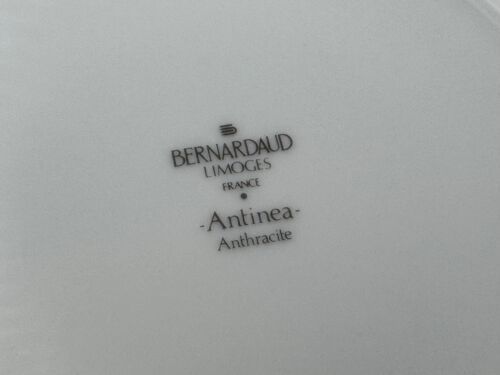 BERNARDAUD
LIMOGES
FRANCE
-Antinea-
Anthracite